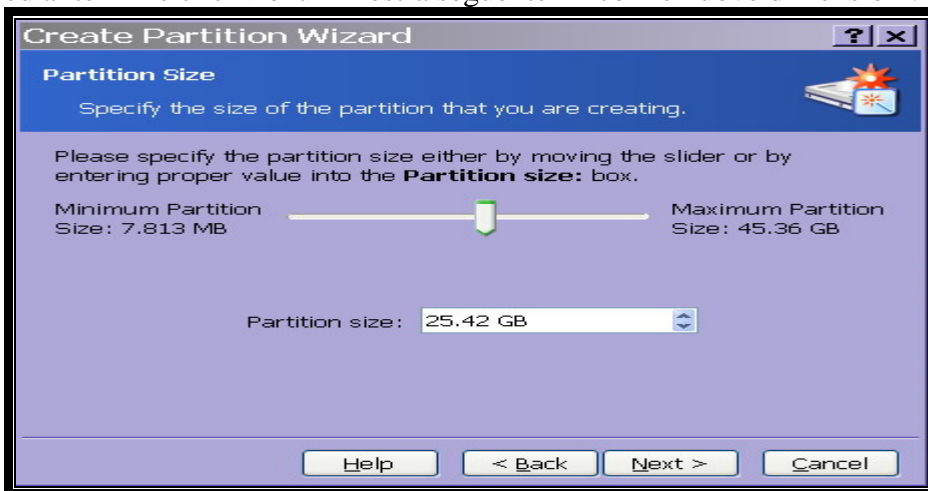 Create Partition Wizard
Partition Size
Specify the size of the partition that you are creating.
Please specify the partition size either by moving the slider or by
entering proper value into the Partition size: box.
Minimum Partition
Size: 7.813 MB
Maximum Partition
Size: 45.36 GB
Partition size: 25.42 GB
Help < Back Next > Cancel